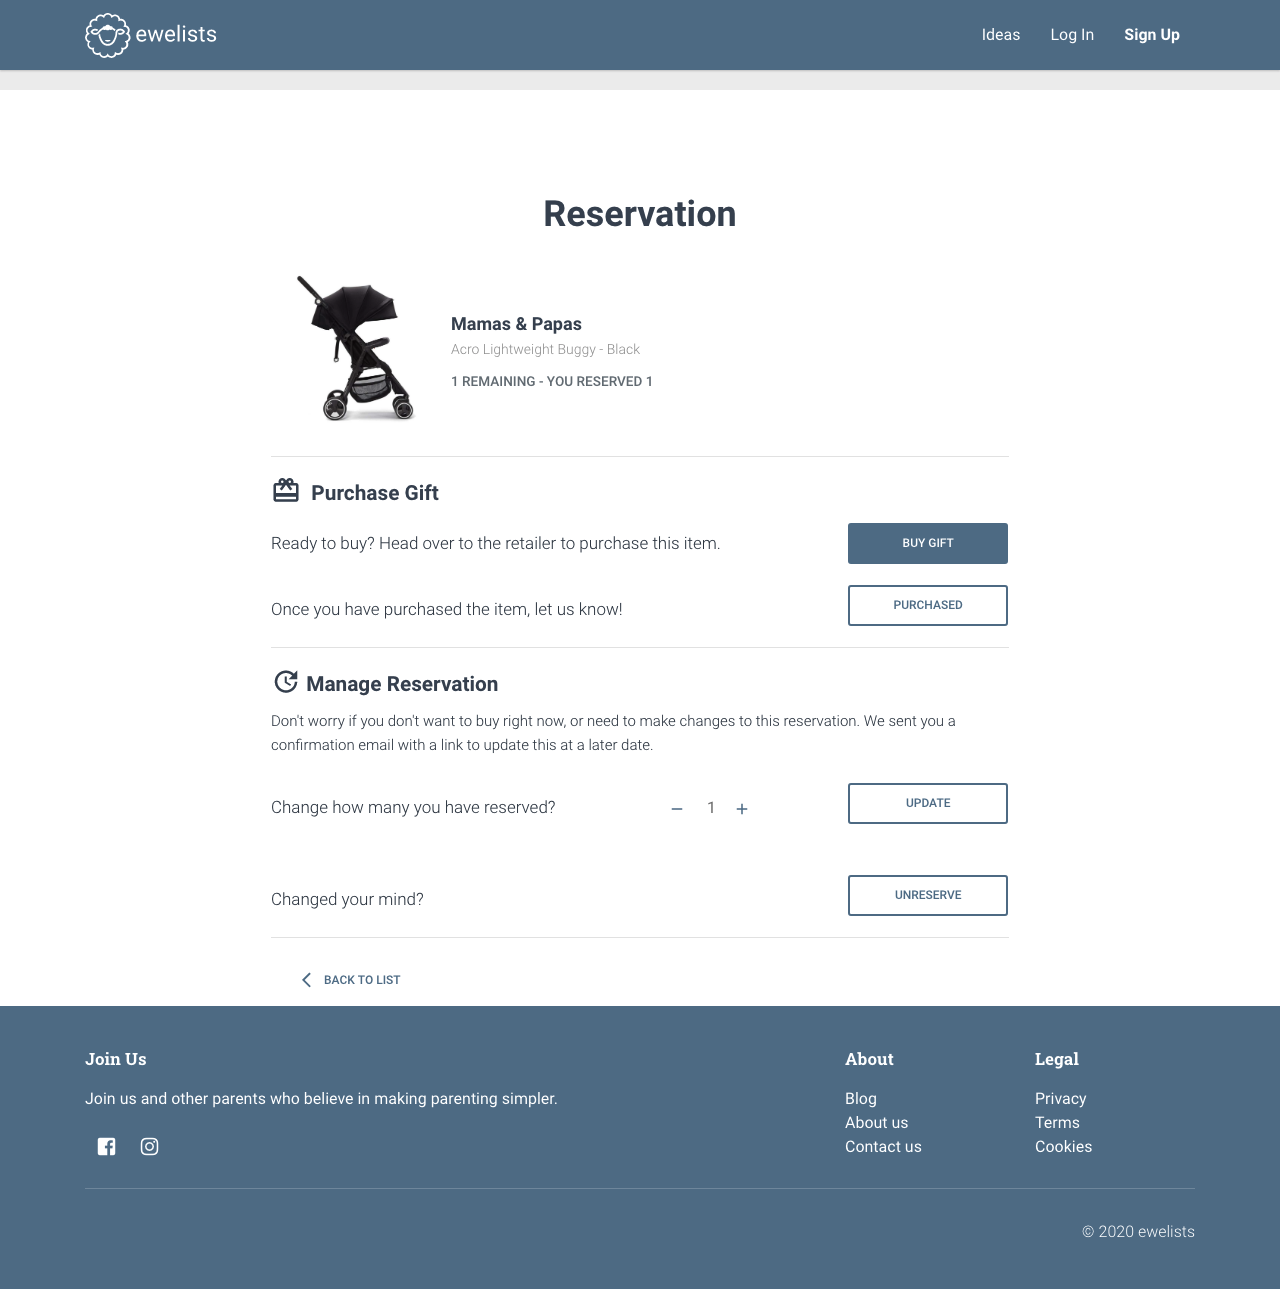 ewelists
Ideas Log In Sign Up
Reservation
Mamas & Papas
Acro Lightweight Buggy - Black
1 REMAINING - YOU RESERVED 1
Purchase Gift
Ready to buy? Head over to the retailer to purchase this item.
BUY GIFT
Once you have purchased the item, let us know!
PURCHASED
Manage Reservation
Don't worry if you don't want to buy right now, or need to make changes to this reservation. We sent you a
confirmation email with a link to update this at a later date.
Change how many you have reserved?
1
UPDATE
Changed your mind?
UNRESERVE
BACK TO LIST
Join Us
Join us and other parents who believe in making parenting simpler.
About
Blog
About us
Contact us
Legal
Privacy
Terms
Cookies
© 2020 ewelists